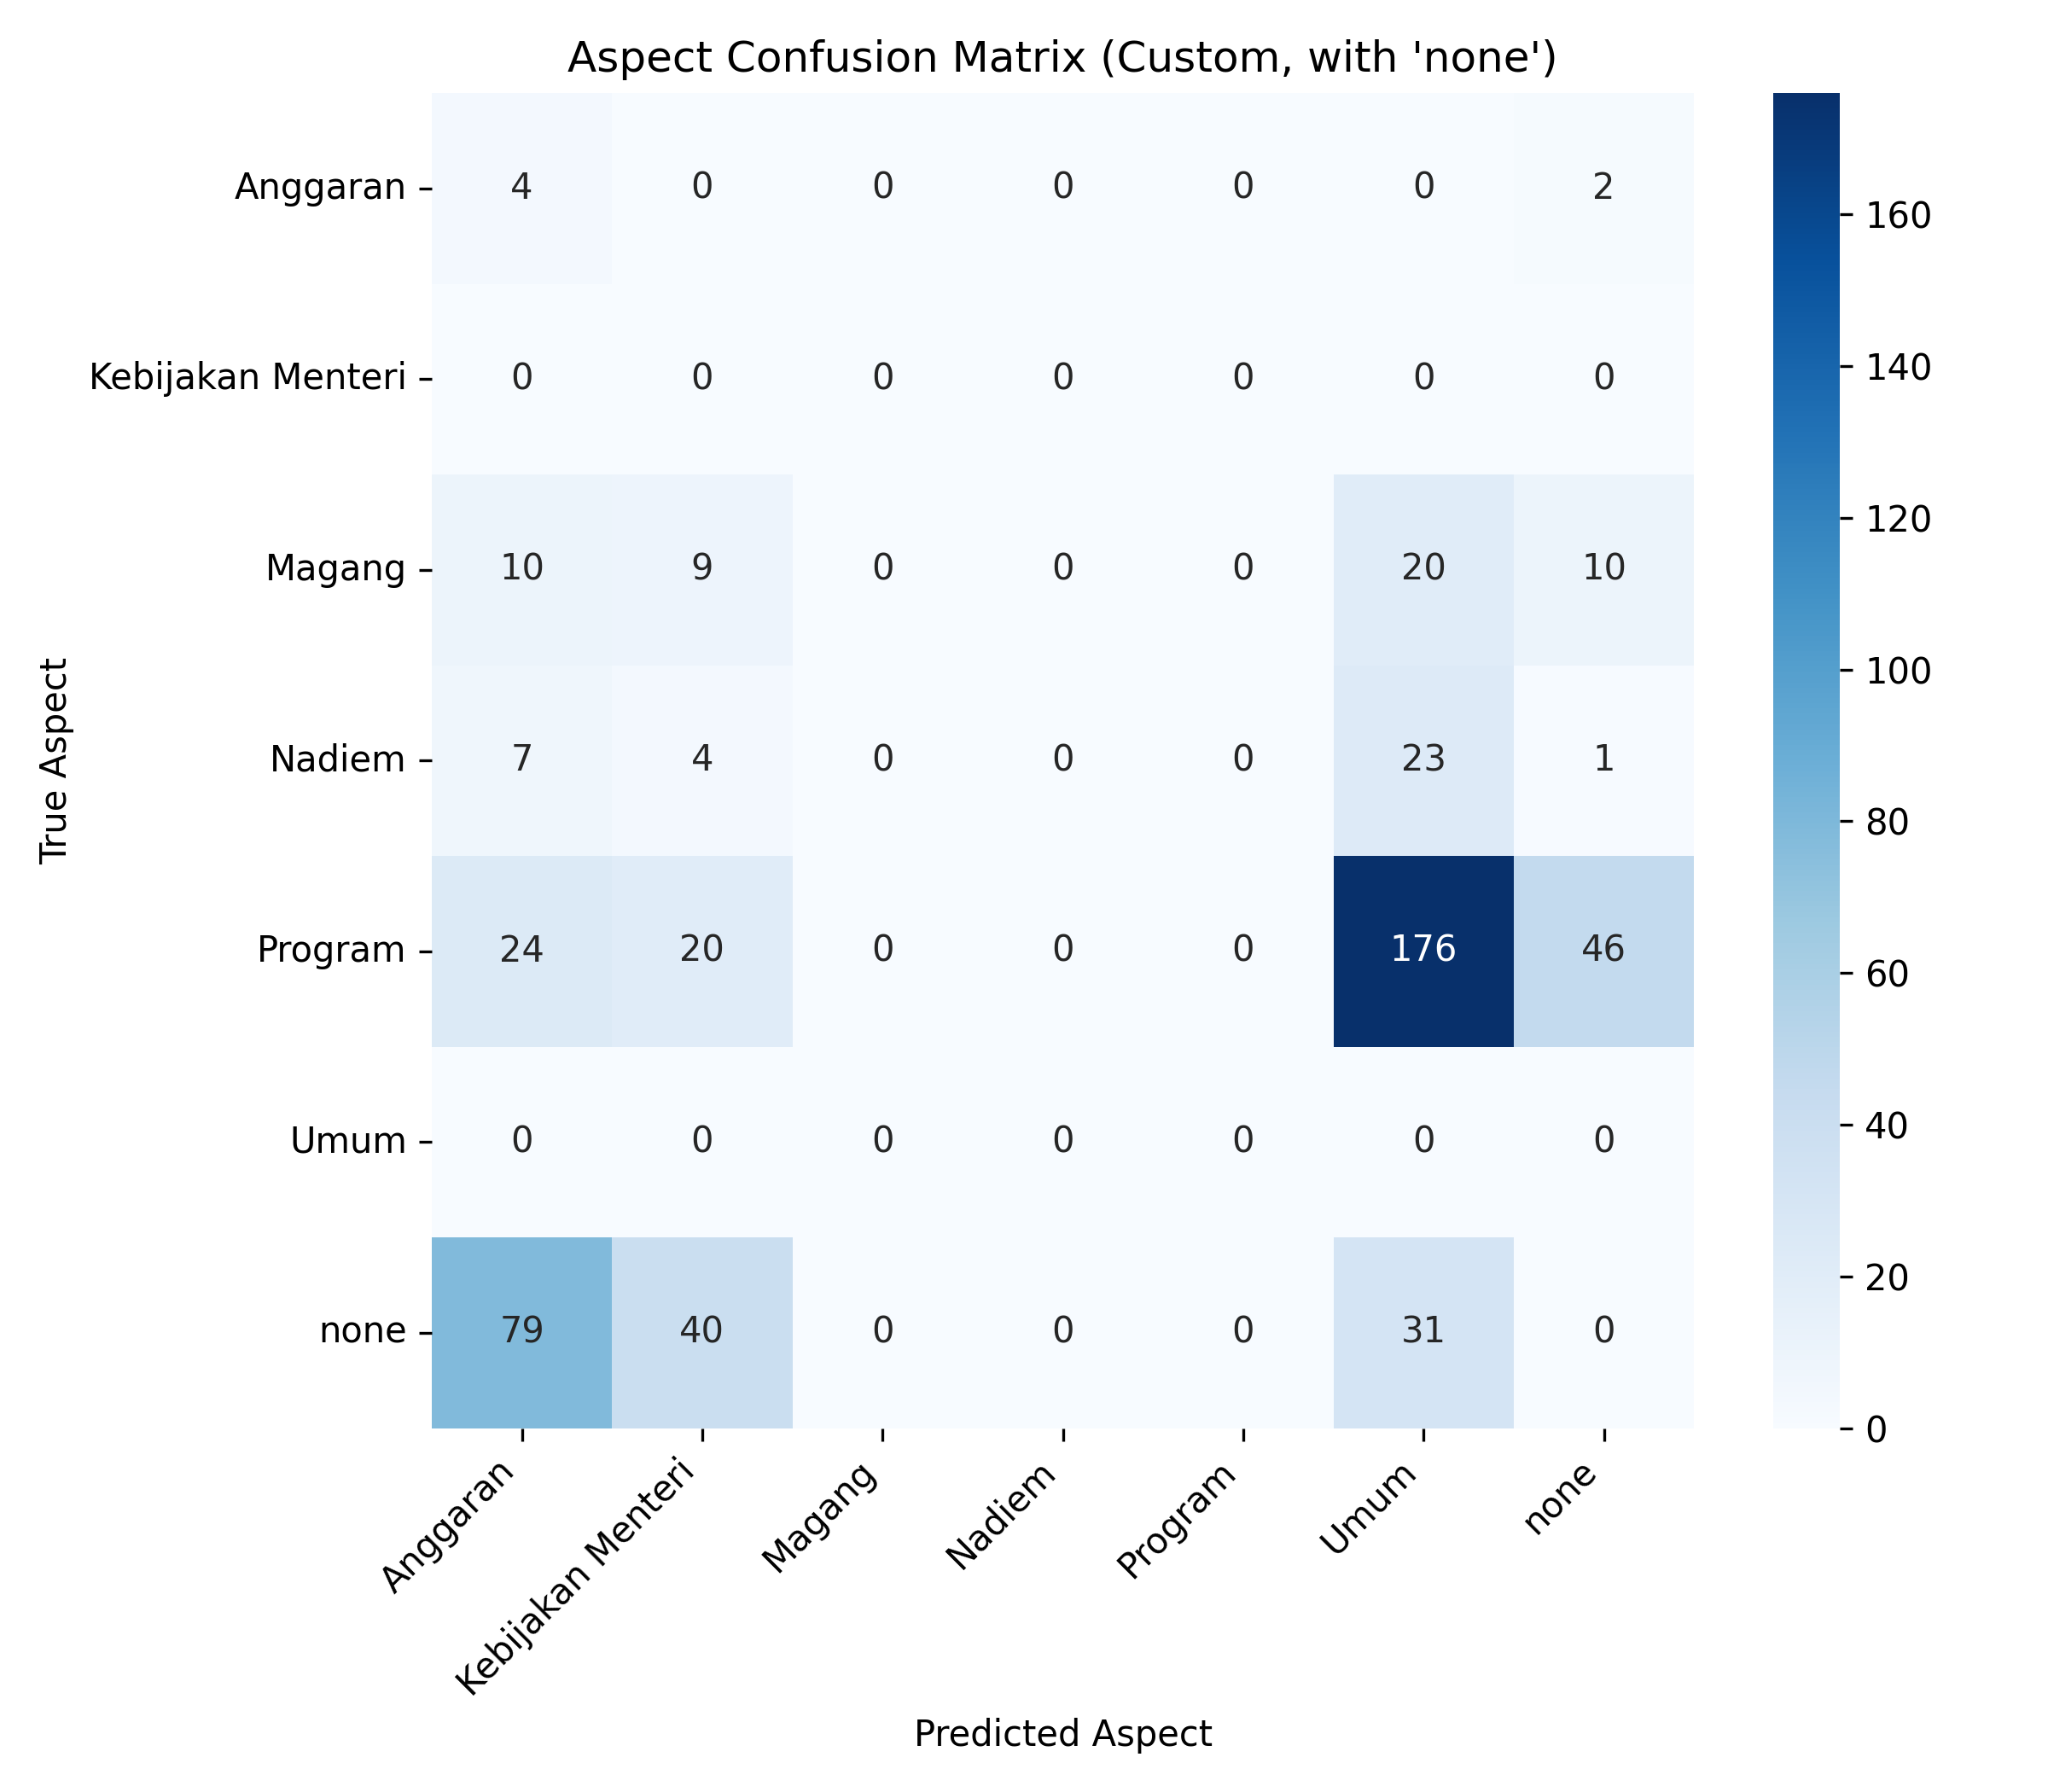 Aspect Confusion Matrix (Custom, with 'none')
True Aspect
Anggaran 4 0 0 0 0 0 2
Kebijakan Menteri 0 0 0 0 0 0 0
Magang 10 9 0 0 0 20 10
Nadiem 7 4 0 0 0 23 1
Program 24 20 0 0 0 176 46
Umum 0 0 0 0 0 0 0
none 79 40 0 0 0 31 0
Anggaran Kebijakan Menteri Magang Nadiem Program Umum none
Predicted Aspect
160
140
120
100
80
60
40
20
0